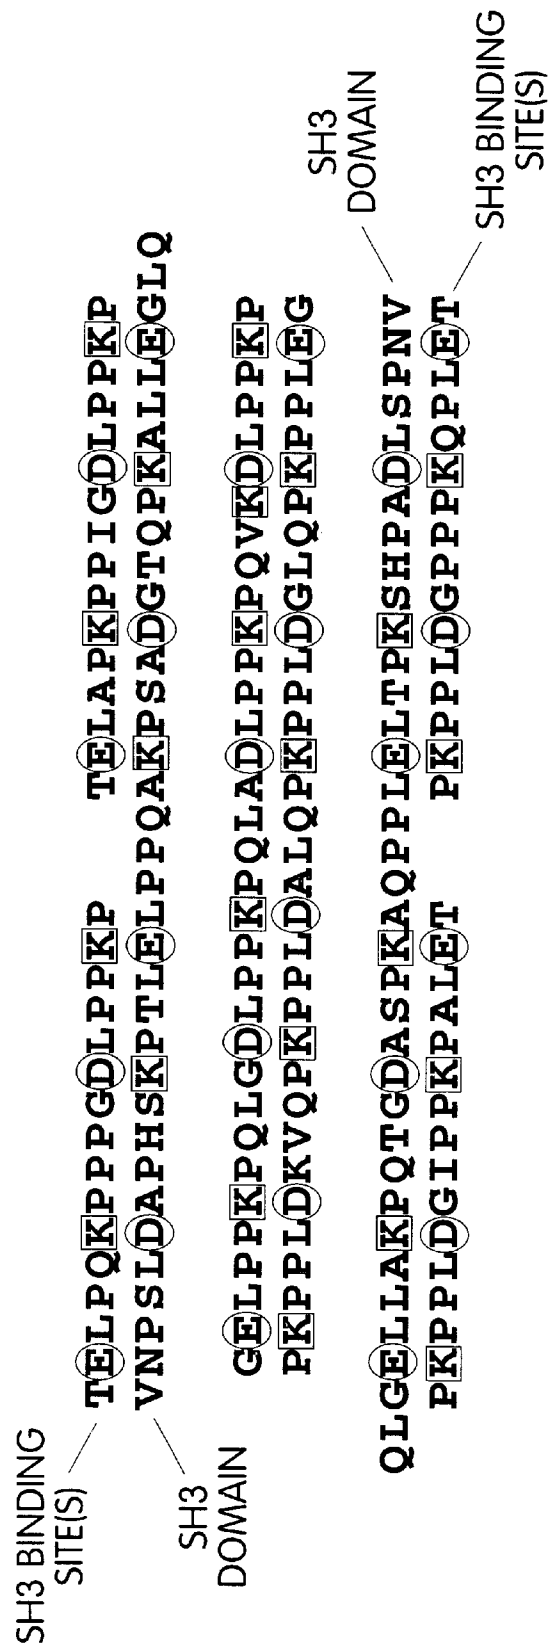 SH3 BINDING
SITE(S)
TELPQKPPPGDLPPKP TELAPKPPIGDLPPKP
VNPSLDAPHSKPTLELPPQAKPSADGTQPKALLEGLQ
SH3
DOMAIN
GELPPKPQLGDLPPKPQLADLPPKPQVKDLPPKP
PKPPLDKVQPKPPLDALQPKPPLDGLQPKPPLEG
SH3
DOMAIN
QLGELLAKPQTGDASPKAQPPLELTPKSHPADLSPNV
PKPPLDGIPPKPALET PKPPLDGPPPKQPLET
SH3 BINDING
SITE(S)